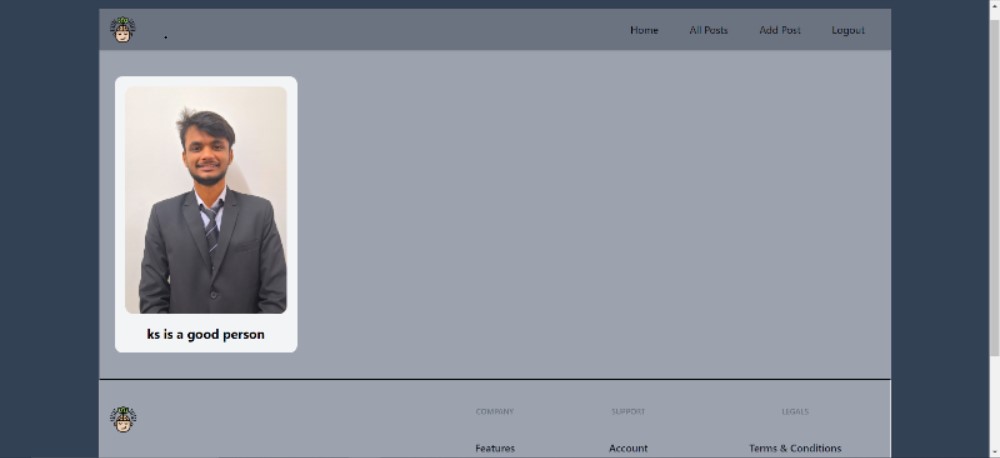 Home All Posts Add Post Logout
ks is a good person
COMPANY SUPPORT LEGALS
Features Account Terms & Conditions